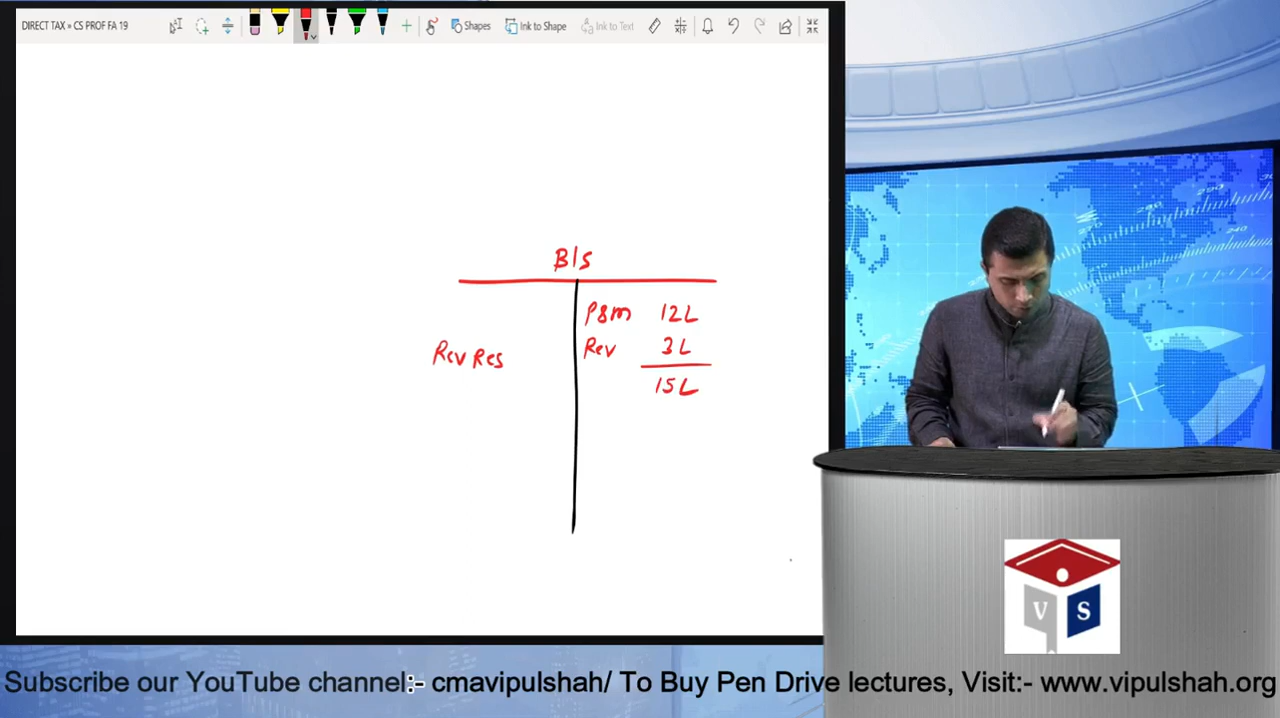 DIRECT TAX » CS PROF FA 19
Shapes
Ink to Shape
Ink to Text
B/S
P&M 12L
Rev Res
Rev 3L
15L
V S
Subscribe our YouTube channel:- cmavipulshah/ To Buy Pen Drive lectures, Visit:- www.vipulshah.org